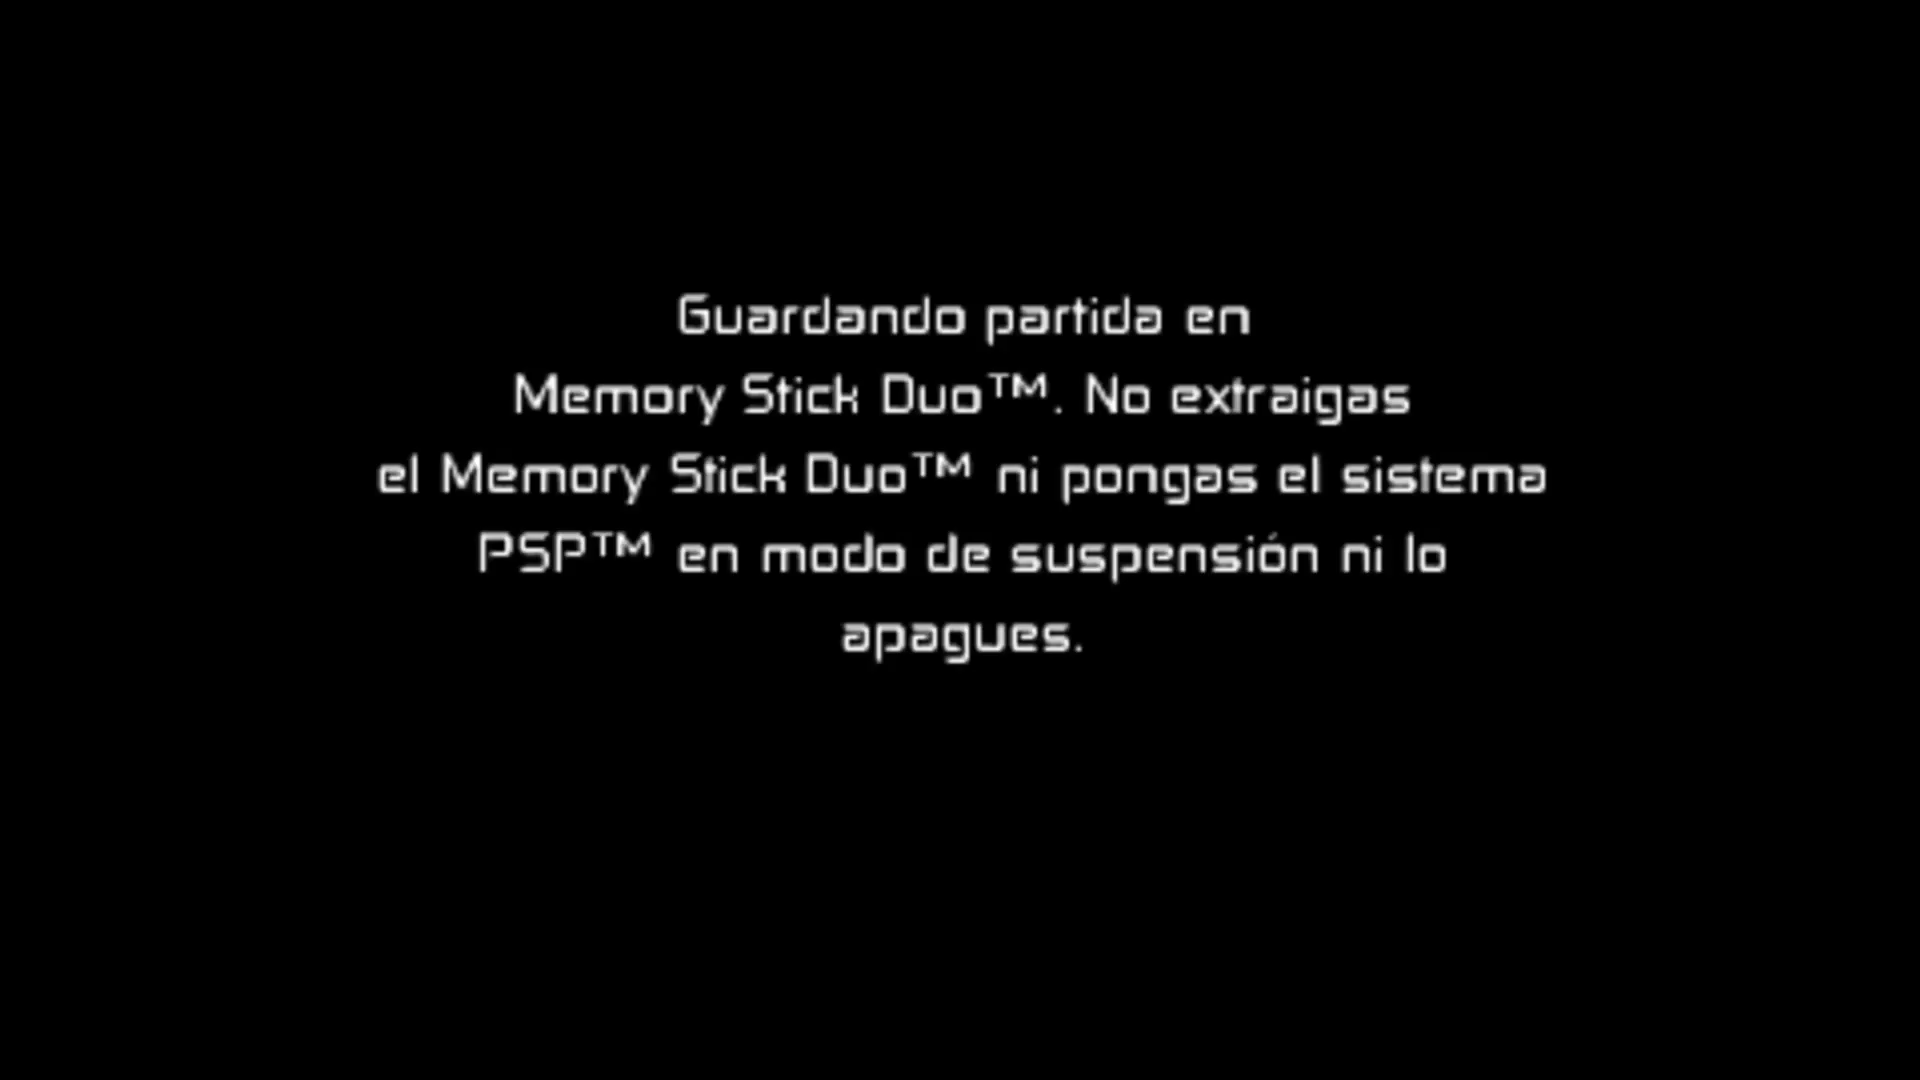 Guardando partida en
Memory Stick Duo™. No extraigas
el Memory Stick Duo™ ni pongas el sistema
PSP™ en modo de suspensión ni lo
apagues.